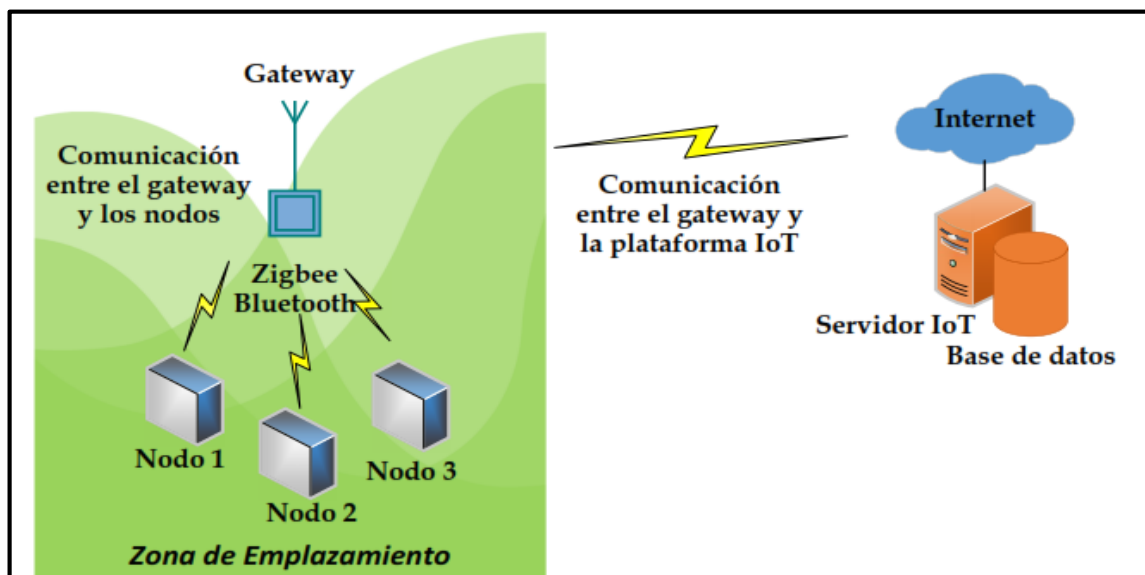 Gateway
Comunicación
entre el gateway
y los nodos
Zigbee
Bluetooth
Nodo 1
Nodo 2
Nodo 3
Zona de Emplazamiento
Comunicación
entre el gateway y
la plataforma IoT
Internet
Servidor IoT
Base de datos